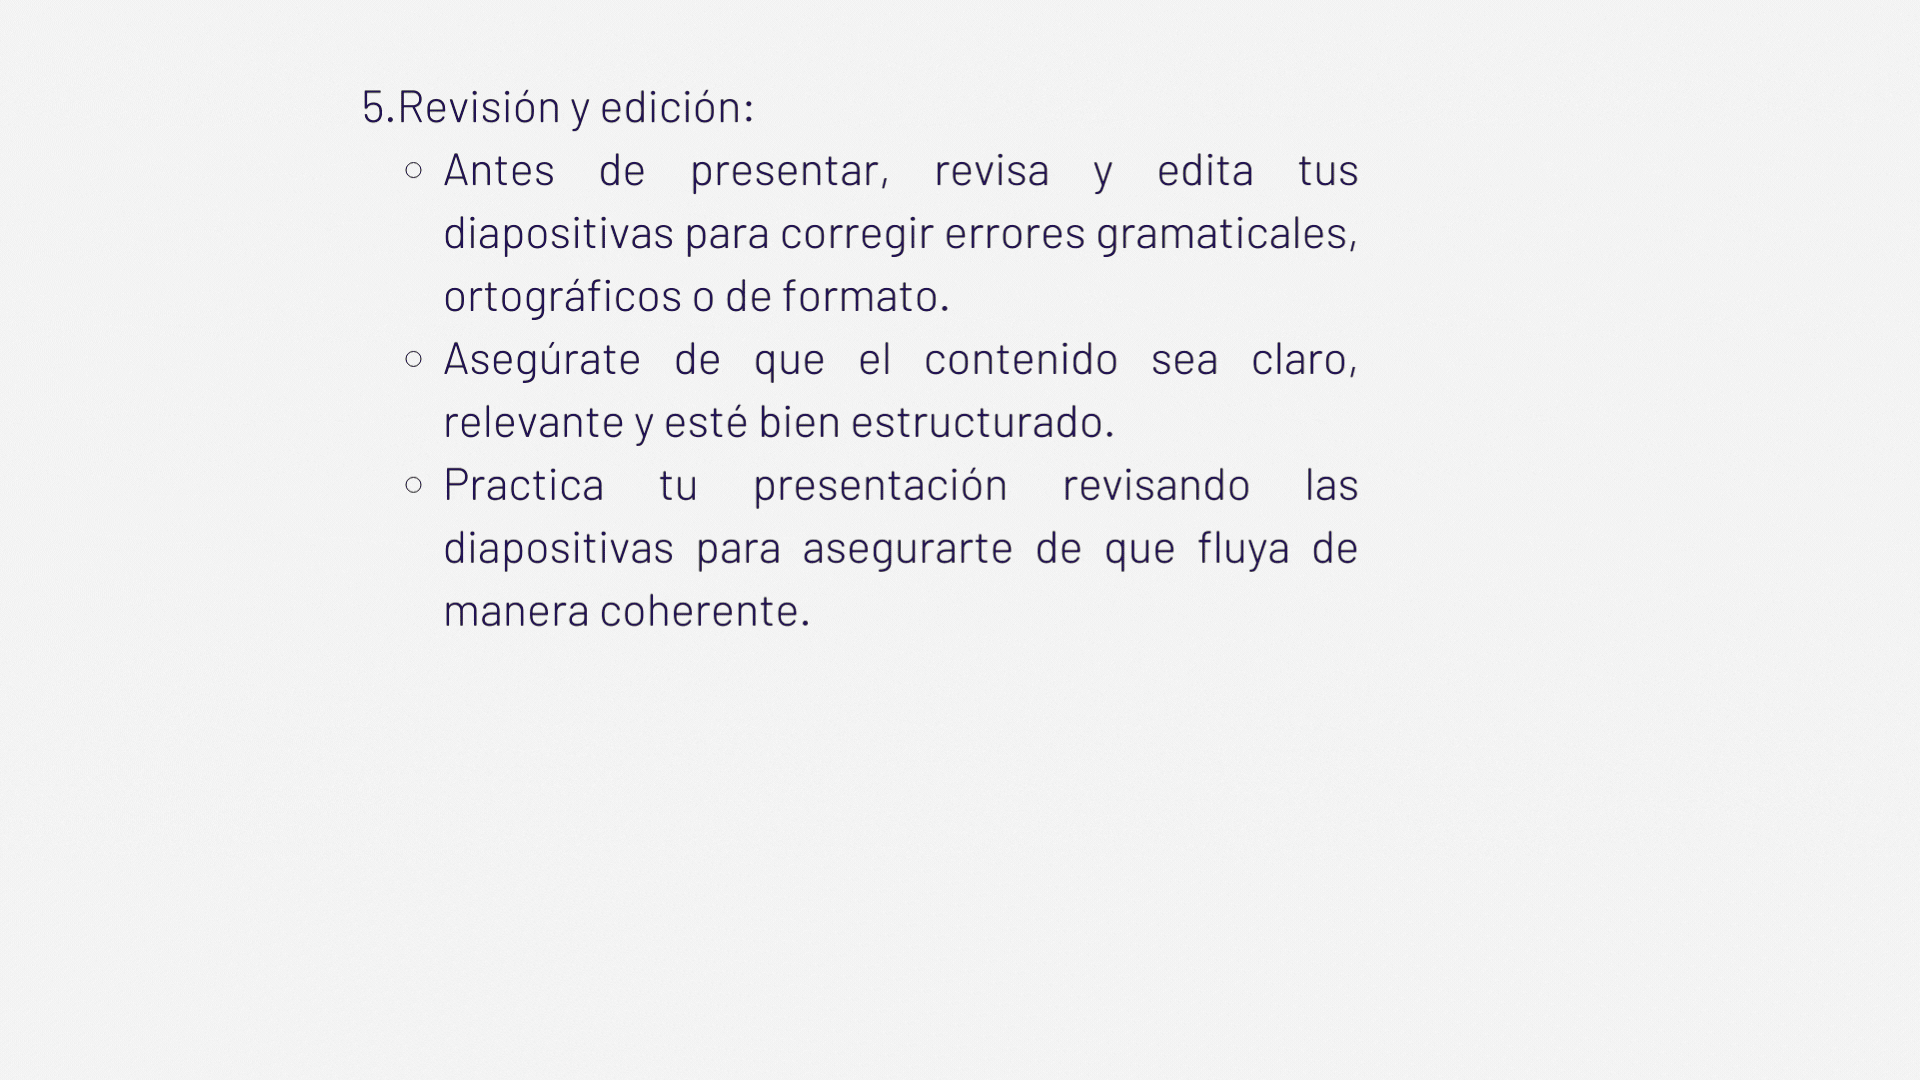 5.Revisión y edición:
○ Antes de presentar, revisa y edita tus
diapositivas para corregir errores gramaticales,
ortográficos o de formato.
○ Asegúrate de que el contenido sea claro,
relevante y esté bien estructurado.
○ Practica tu presentación revisando las
diapositivas para asegurarte de que fluya de
manera coherente.